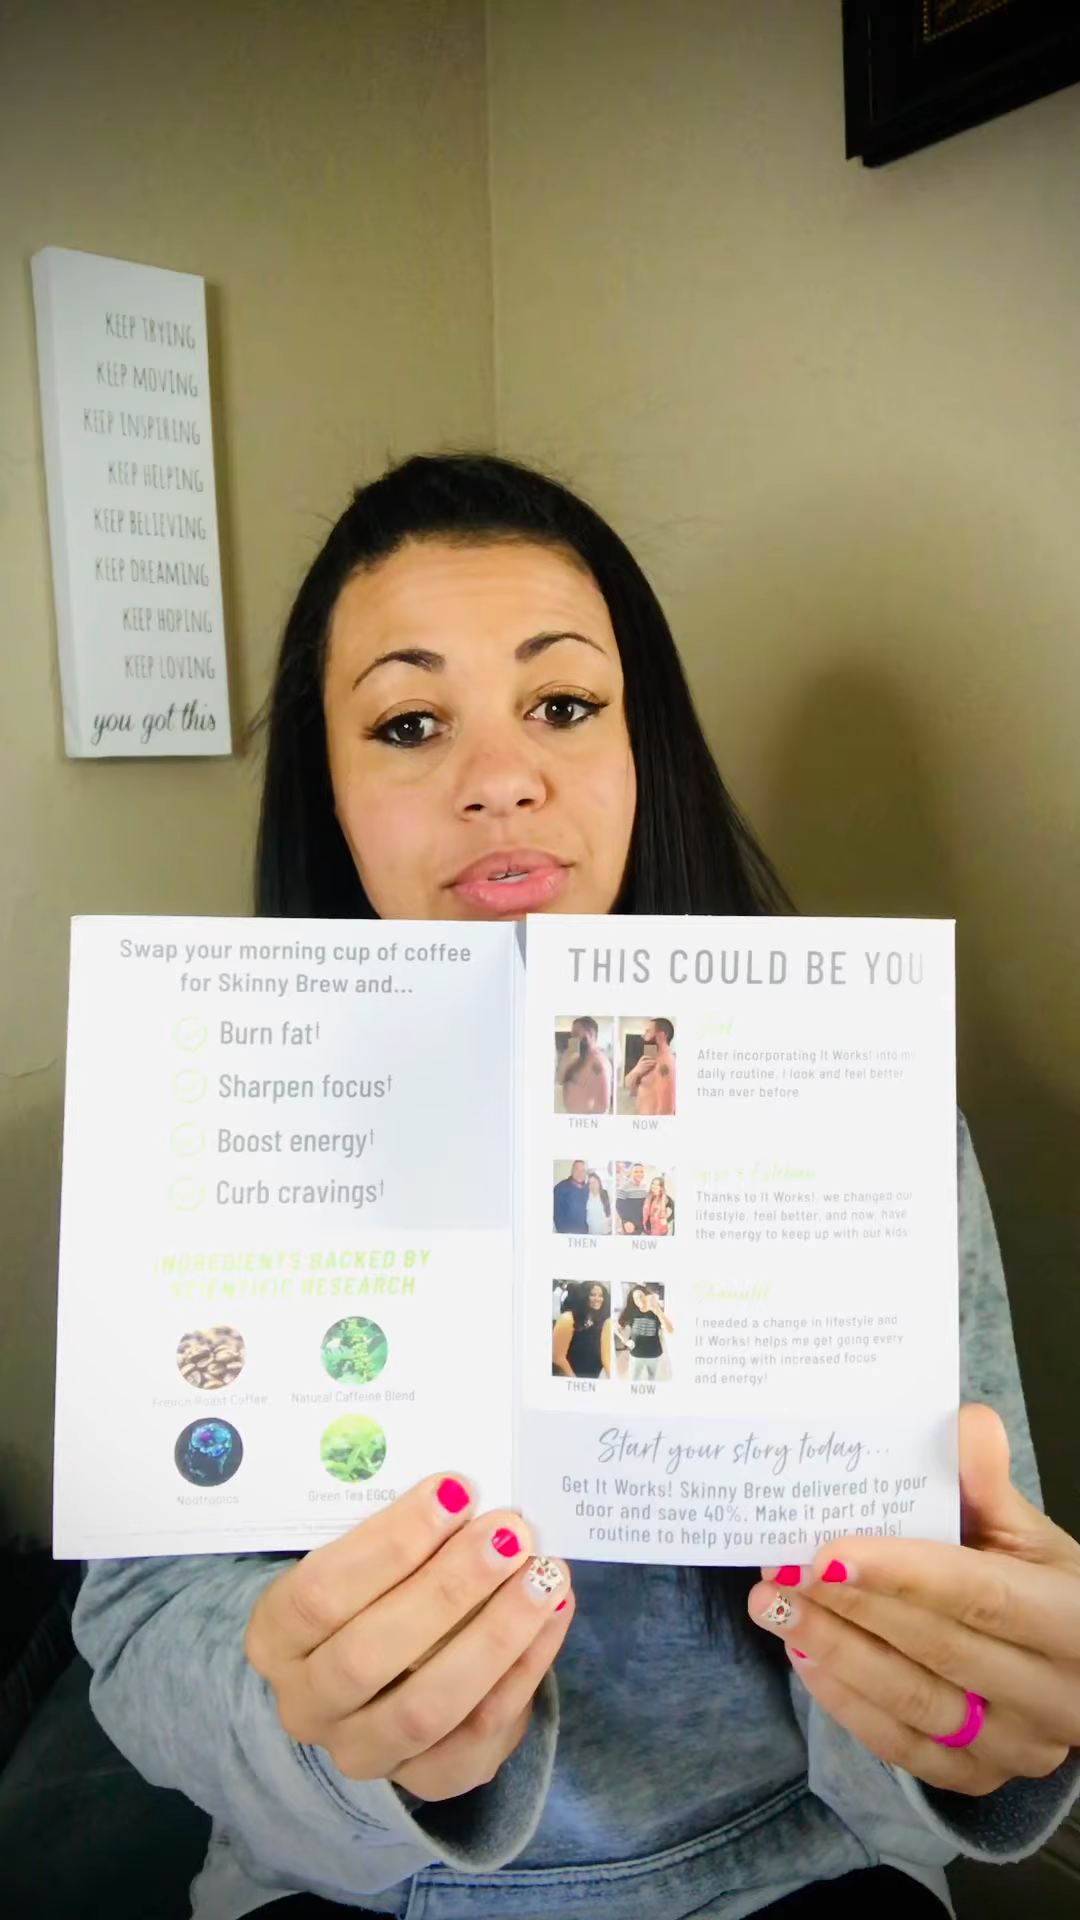 KEEP TRYING
KEEP MOVING
KEEP INSPIRING
KEEP HELPING
KEEP BELIEVING
KEEP DREAMING
KEEP HOPING
KEEP LOVING
you got this
Swap your morning cup of coffee
for Skinny Brew and...
Burn fat†
Sharpen focus†
Boost energy†
Curb cravings†
INGREDIENTS BACKED BY
SCIENTIFIC RESEARCH
French Roast Coffee
Natural Caffeine Blend
Nootropics
Green Tea EGCG
THIS COULD BE YOU
After incorporating It Works! into my
daily routine, I look and feel better
than ever before
THEN NOW
Thanks to It Works!, we changed our
lifestyle, feel better, and now, have
the energy to keep up with our kids
THEN NOW
I needed a change in lifestyle and
It Works! helps me get going every
morning with increased focus
and energy!
THEN NOW
Start your story today...
Get It Works! Skinny Brew delivered to your
door and save 40%. Make it part of your
routine to help you reach your goals!